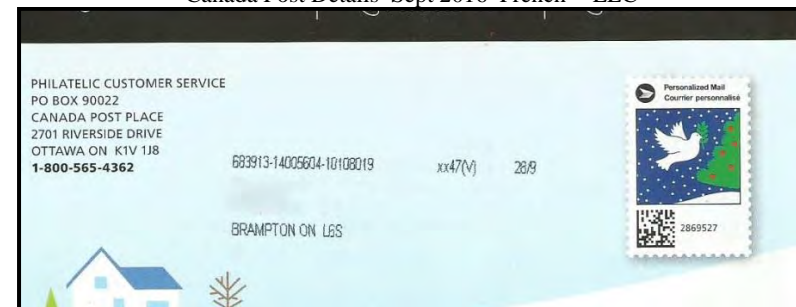 Canada Post Details Sept 2016 French - LLC
PHILATELIC CUSTOMER SERVICE
PO BOX 90022
CANADA POST PLACE
2701 RIVERSIDE DRIVE
OTTAWA ON K1V 1J8
1-800-565-4362
683913-14005604-10108019 xx47(V) 28/9
BRAMPTON ON L6S
Personalized Mail
Courrier personnalisé
2869527